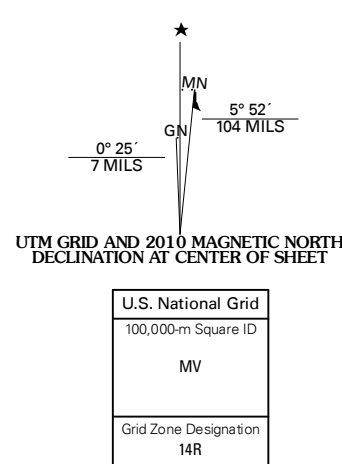 ★
MN
5° 52´
104 MILS
GN
0° 25´
7 MILS
UTM GRID AND 2010 MAGNETIC NORTH
DECLINATION AT CENTER OF SHEET
U.S. National Grid
100,000-m Square ID
MV
Grid Zone Designation
14R